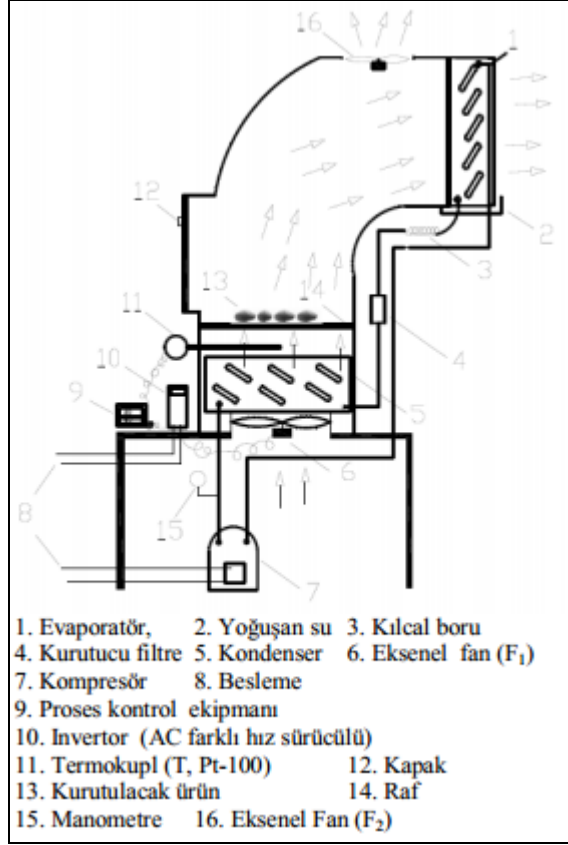 16
1
12
2
3
13
14
11
4
10
9
5
6
15
8
7
1. Evaporatör, 2. Yoğuşan su 3. Kılcal boru
4. Kurutucu filtre 5. Kondenser 6. Eksenel fan (F₁)
7. Kompresör 8. Besleme
9. Proses kontrol ekipmanı
10. Invertor (AC farklı hız sürücülü)
11. Termokupl (T, Pt-100) 12. Kapak
13. Kurutulacak ürün 14. Raf
15. Manometre 16. Eksenel Fan (F₂)